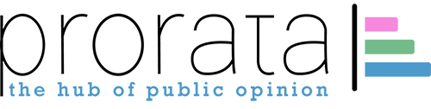 prorata
the hub of public opinion